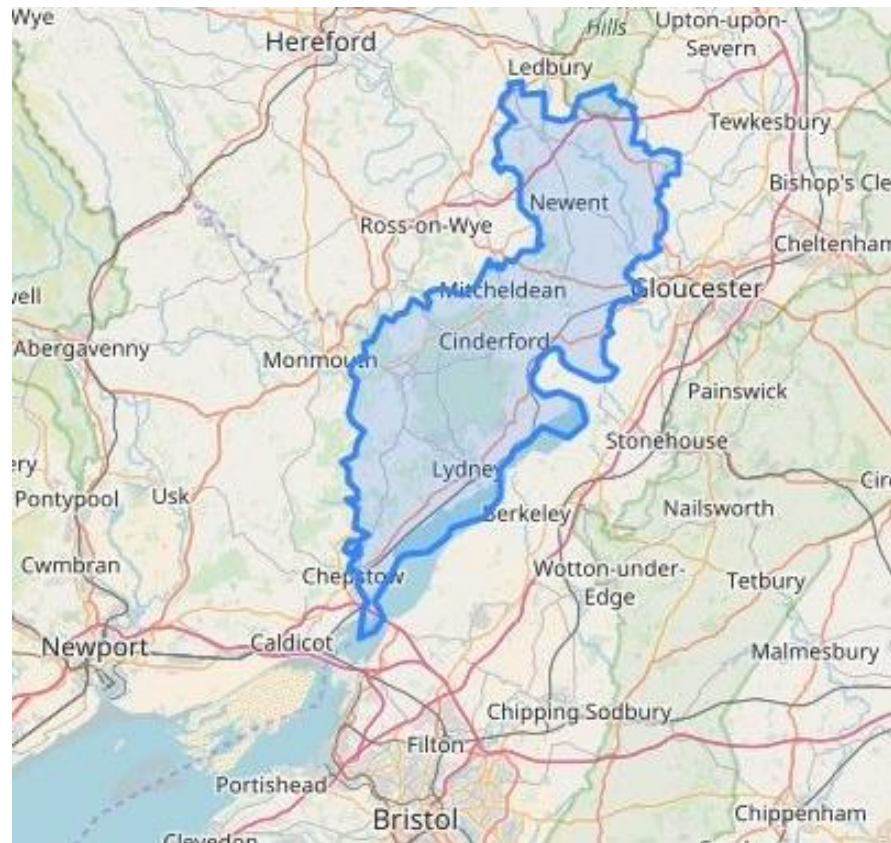 Wye
Hereford
Hills
Upton-upon-
Severn
Ledbury
Tewkesbury
Bishop's Cle
Newent
Ross-on-Wye
Cheltenham
well
Mitcheldean
Gloucester
Cinderford
Abergavenny
Monmouth
Painswick
Stonehouse
ery
Lydney
Pontypool
Usk
Cir
Nailsworth
Berkeley
Cwmbran
Chepstow
Wotton-under-
Edge
Tetbury
Newport
Caldicot
Malmesbury
Chipping Sodbury
Filton
Portishead
Bristol
Chippenham
Clevedon